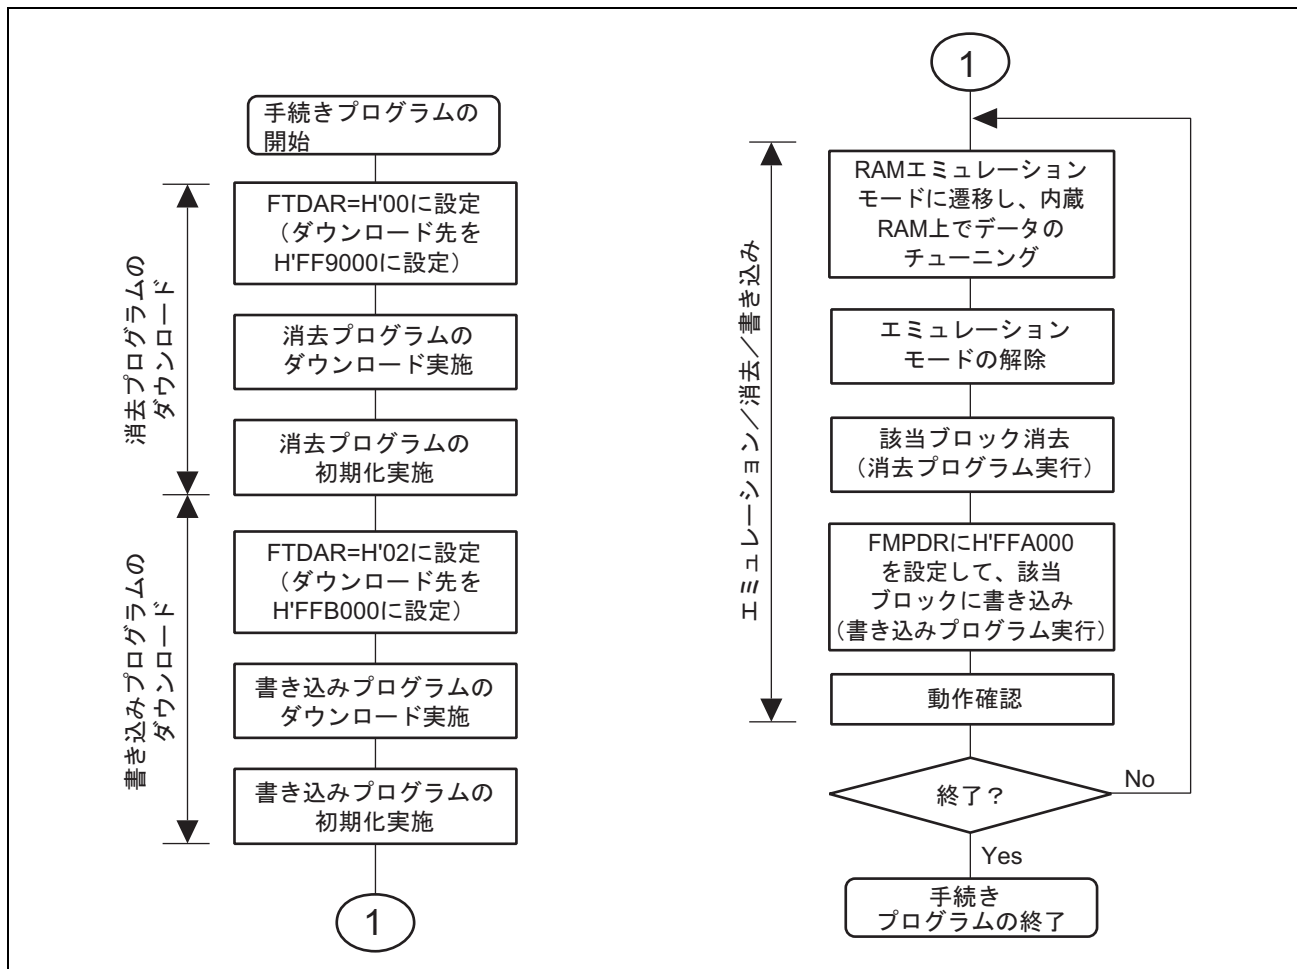 手続きプログラムの
開始
消去プログラムの
ダウンロード
FTDAR=H'00に設定
（ダウンロード先を
H'FF9000に設定）
消去プログラムの
ダウンロード実施
消去プログラムの
初期化実施
書き込みプログラムの
ダウンロード
FTDAR=H'02に設定
（ダウンロード先を
H'FFB000に設定）
書き込みプログラムの
ダウンロード実施
書き込みプログラムの
初期化実施
1
1
エミュレーション／消去／書き込み
RAMエミュレーション
モードに遷移し、内蔵
RAM上でデータの
チューニング
エミュレーション
モードの解除
該当ブロック消去
（消去プログラム実行）
FMPDRにH'FFA000
を設定して、該当
ブロックに書き込み
（書き込みプログラム実行）
動作確認
終了？
No
Yes
手続き
プログラムの終了